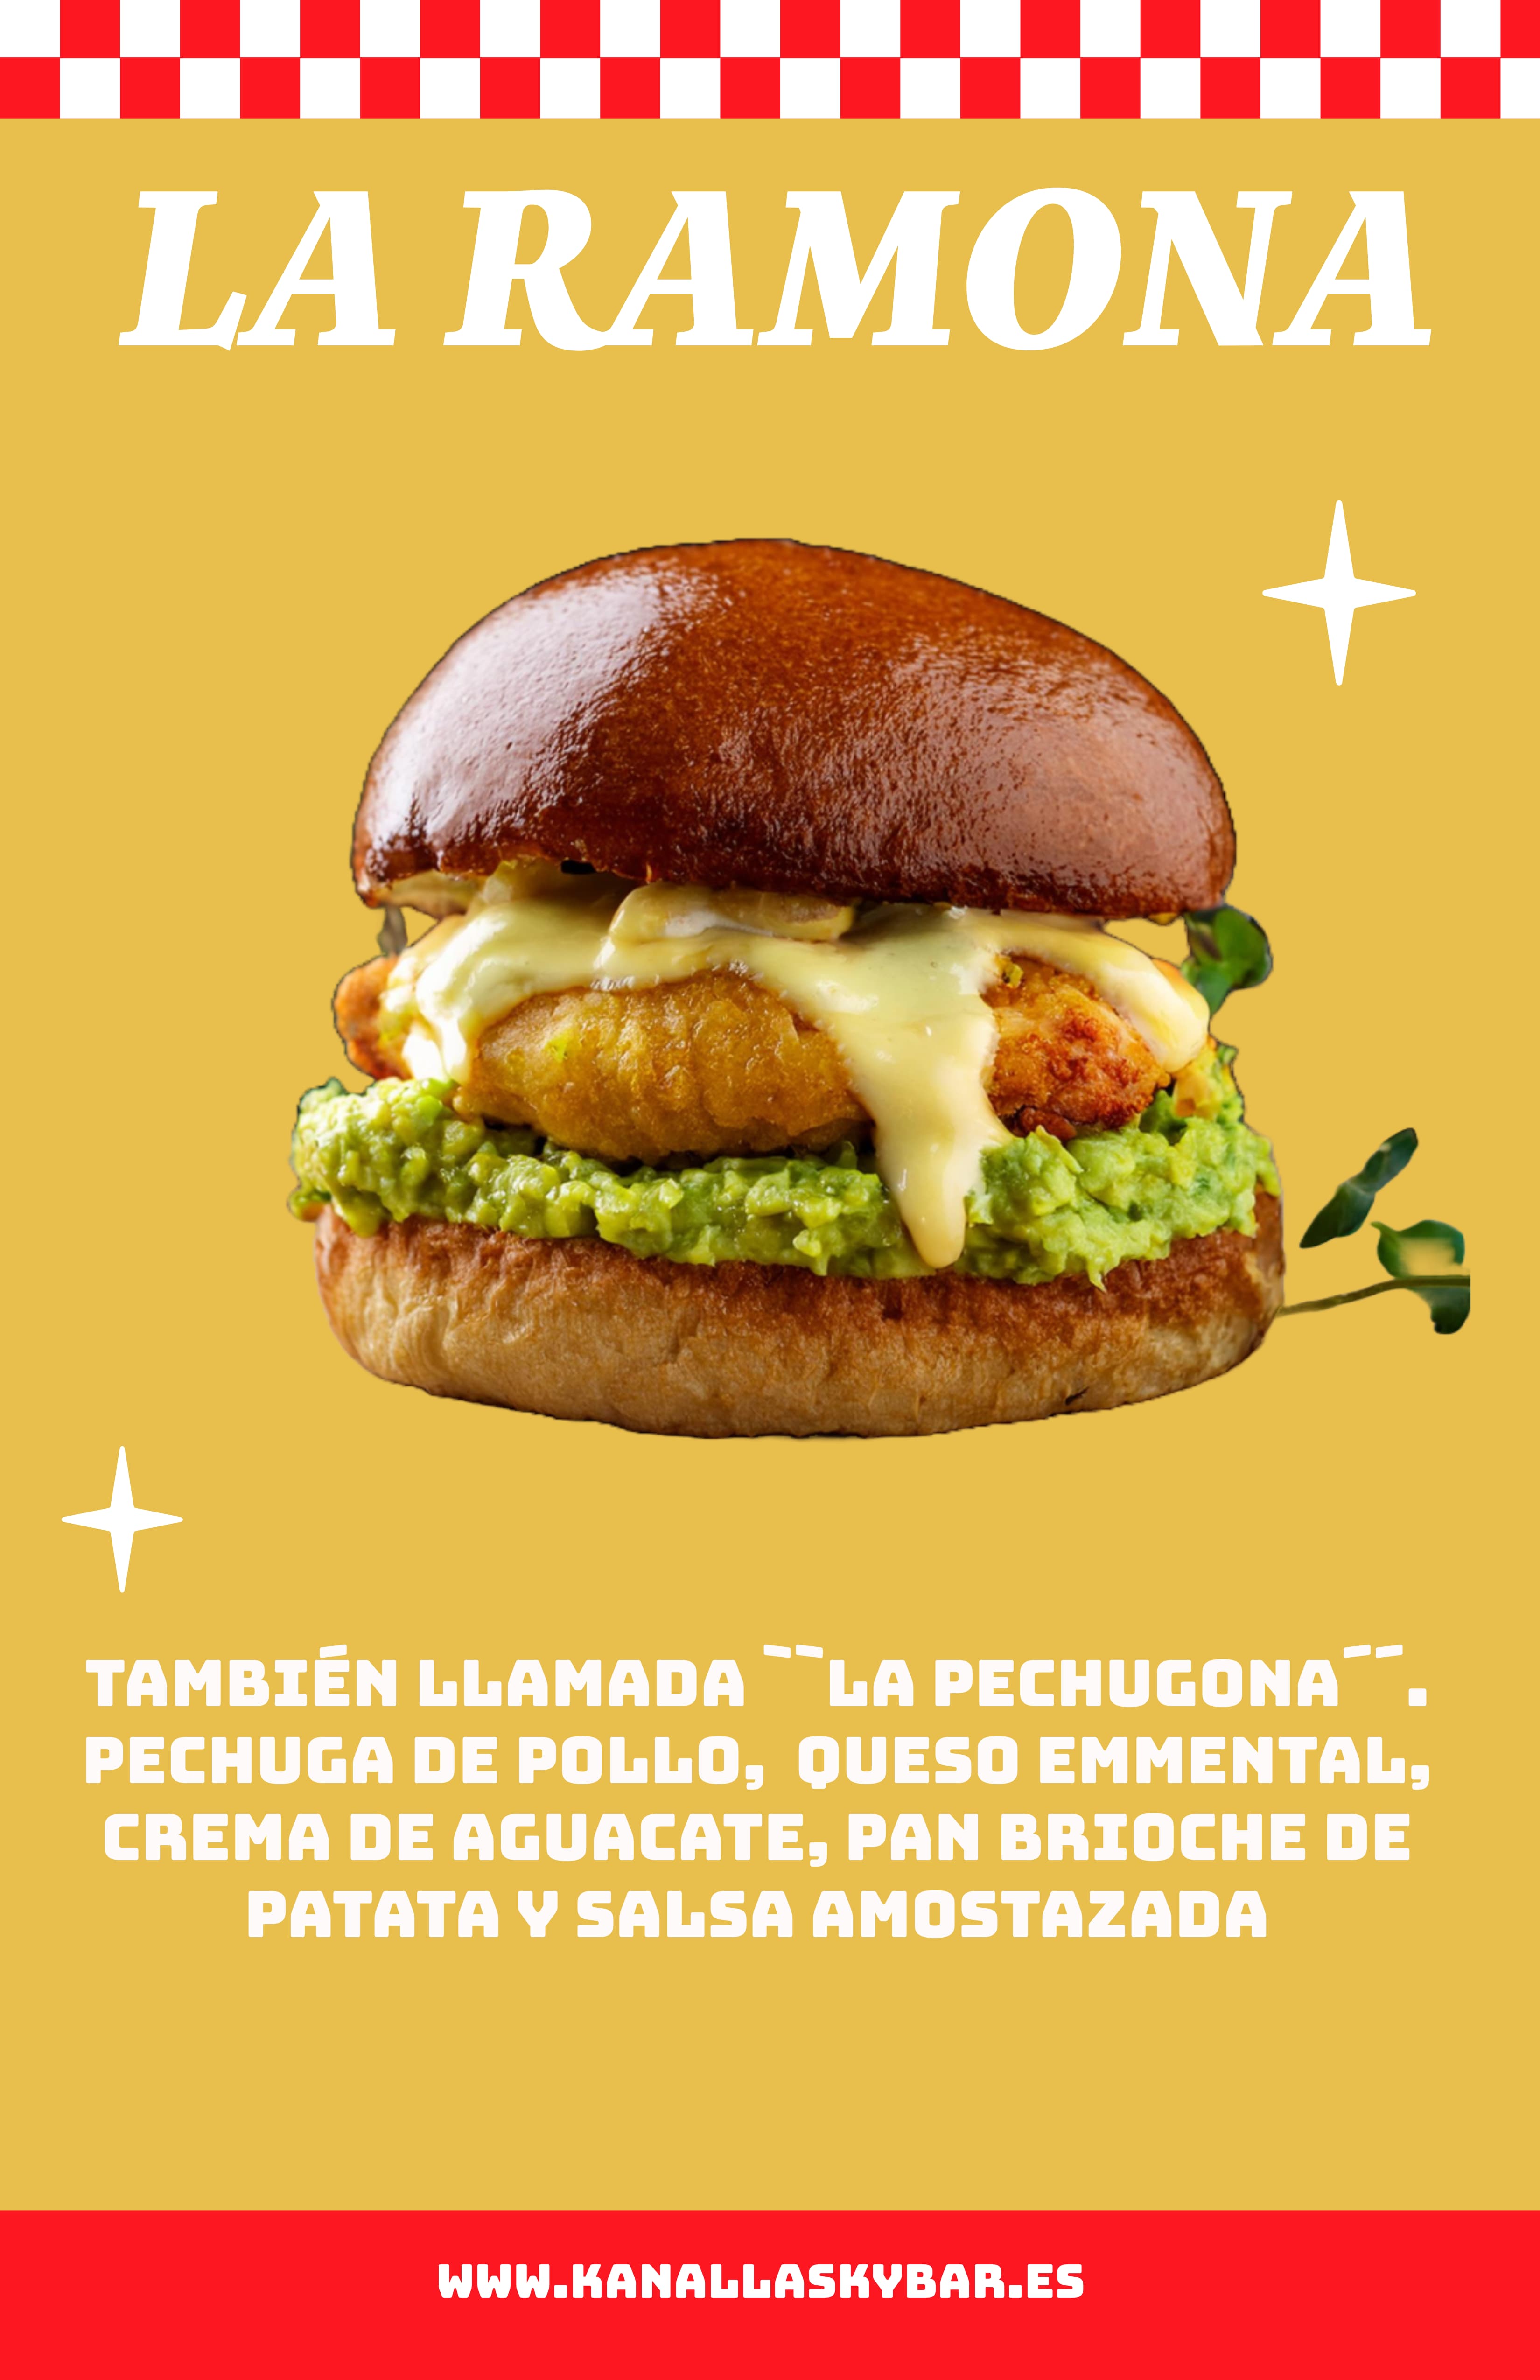 LA RAMONA
TAMBIÉN LLAMADA ``LA PECHUGONA´´.
PECHUGA DE POLLO, QUESO EMMENTAL,
CREMA DE AGUACATE, PAN BRIOCHE DE
PATATA Y SALSA AMOSTAZADA
WWW.KANALLASKYBAR.ES